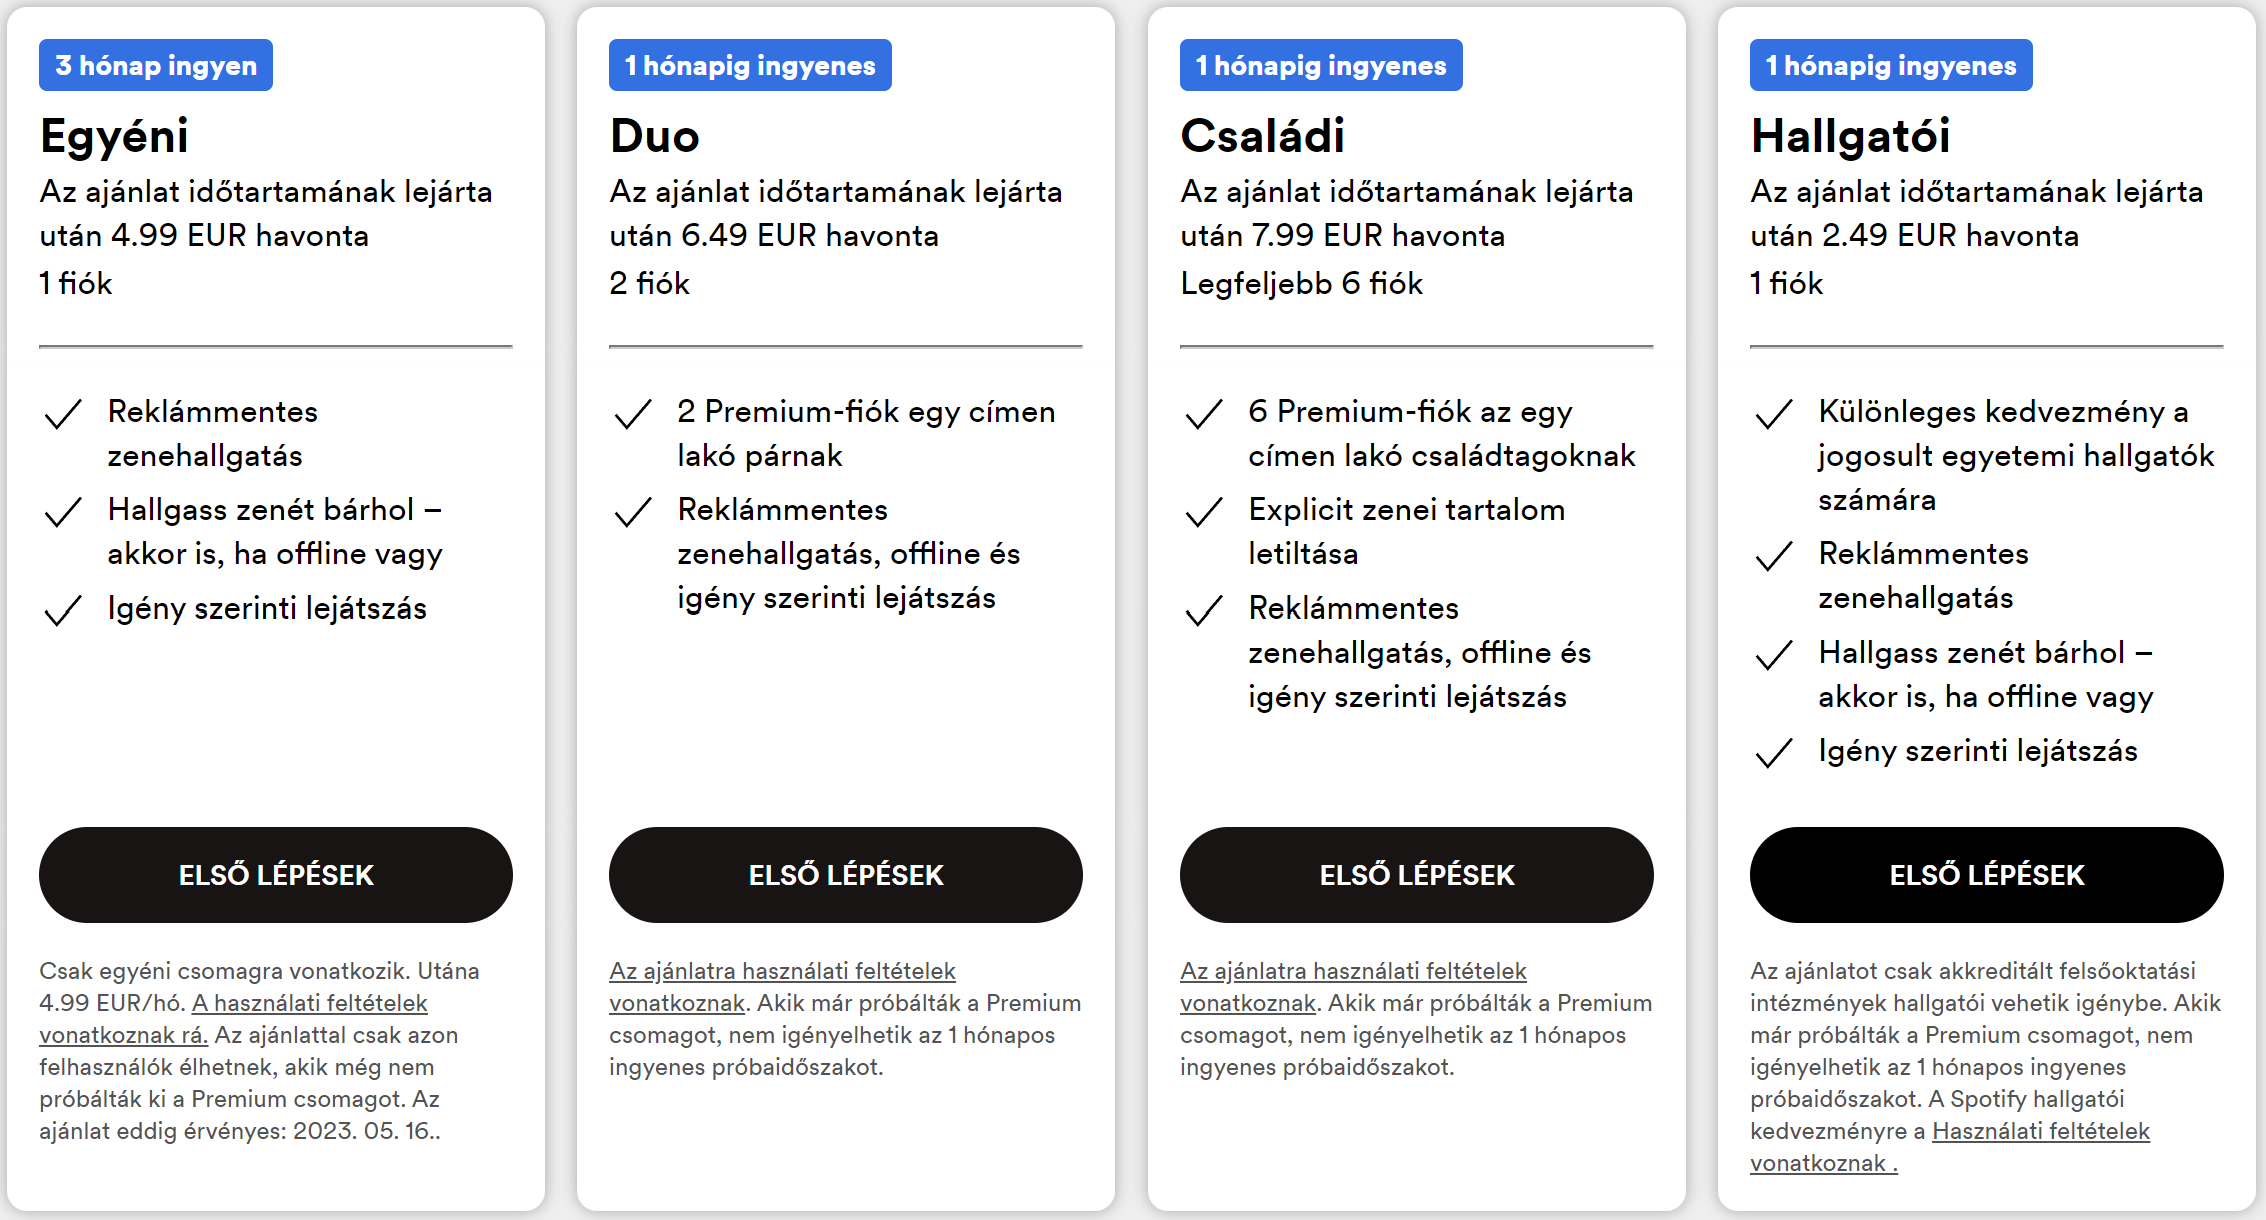 3 hónap ingyen
Egyéni
Az ajánlat időtartamának lejárta
után 4.99 EUR havonta
1 fiók
Reklámmentes
zenehallgatás
Hallgass zenét bárhol –
akkor is, ha offline vagy
Igény szerinti lejátszás
ELSŐ LÉPÉSEK
Csak egyéni csomagra vonatkozik. Utána
4.99 EUR/hó. A használati feltételek
vonatkoznak rá. Az ajánlattal csak azon
felhasználók élhetnek, akik még nem
próbálták ki a Premium csomagot. Az
ajánlat eddig érvényes: 2023. 05. 16..
1 hónapig ingyenes
Duo
Az ajánlat időtartamának lejárta
után 6.49 EUR havonta
2 fiók
2 Premium-fiók egy címen
lakó párnak
Reklámmentes
zenehallgatás, offline és
igény szerinti lejátszás
ELSŐ LÉPÉSEK
Az ajánlatra használati feltételek
vonatkoznak. Akik már próbálták a Premium
csomagot, nem igényelhetik az 1 hónapos
ingyenes próbaidőszakot.
1 hónapig ingyenes
Családi
Az ajánlat időtartamának lejárta
után 7.99 EUR havonta
Legfeljebb 6 fiók
6 Premium-fiók az egy
címen lakó családtagoknak
Explicit zenei tartalom
letiltása
Reklámmentes
zenehallgatás, offline és
igény szerinti lejátszás
ELSŐ LÉPÉSEK
Az ajánlatra használati feltételek
vonatkoznak. Akik már próbálták a Premium
csomagot, nem igényelhetik az 1 hónapos
ingyenes próbaidőszakot.
1 hónapig ingyenes
Hallgatói
Az ajánlat időtartamának lejárta
után 2.49 EUR havonta
1 fiók
Különleges kedvezmény a
jogosult egyetemi hallgatók
számára
Reklámmentes
zenehallgatás
Hallgass zenét bárhol –
akkor is, ha offline vagy
Igény szerinti lejátszás
ELSŐ LÉPÉSEK
Az ajánlatot csak akkreditált felsőoktatási
intézmények hallgatói vehetik igénybe. Akik
már próbálták a Premium csomagot, nem
igényelhetik az 1 hónapos ingyenes
próbaidőszakot. A Spotify hallgatói
kedvezményre a Használati feltételek
vonatkoznak .